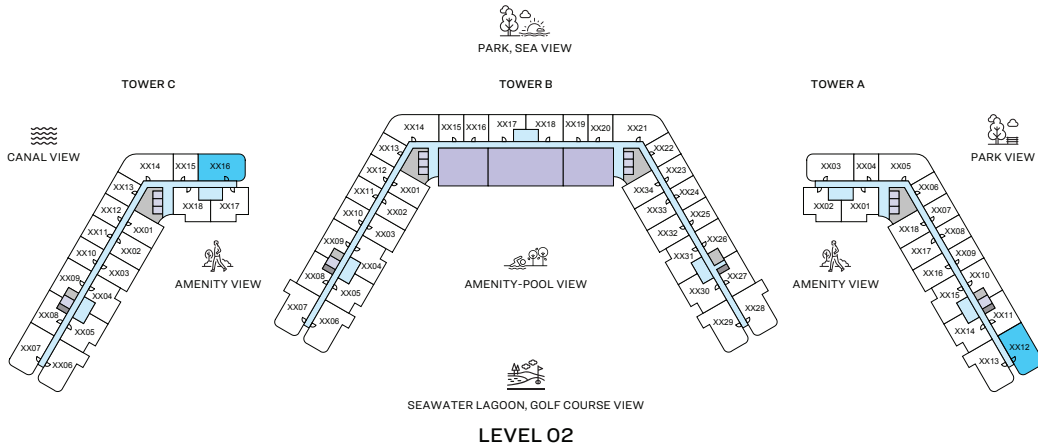 PARK, SEA VIEW
TOWER C
TOWER B
TOWER A
CANAL VIEW
PARK VIEW
XX14
XX15
XX16
XX13
XX12
XX11
XX10
XX09
XX08
XX07
XX06
XX05
XX04
XX03
XX02
XX01
XX18
XX17
XX14
XX15
XX16
XX17
XX18
XX19
XX20
XX21
XX13
XX12
XX11
XX10
XX09
XX08
XX07
XX06
XX05
XX04
XX03
XX02
XX01
XX22
XX23
XX24
XX25
XX26
XX27
XX28
XX29
XX30
XX31
XX32
XX33
XX34
XX03
XX04
XX05
XX02
XX01
XX06
XX07
XX08
XX09
XX10
XX11
XX12
XX13
XX14
XX15
XX16
XX17
XX18
AMENITY VIEW
AMENITY-POOL VIEW
AMENITY VIEW
SEAWATER LAGOON, GOLF COURSE VIEW
LEVEL 02